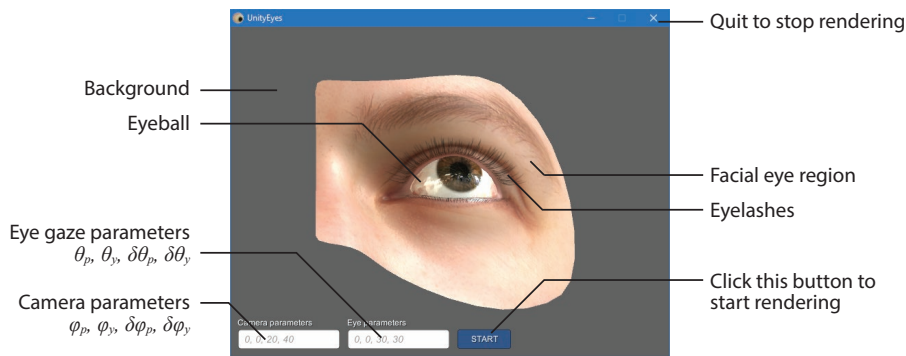 UnityEyes
Quit to stop rendering
Background
Eyeball
Facial eye region
Eyelashes
Eye gaze parameters
θp, θy, δθp, δθy
Click this button to
start rendering
Camera parameters
φp, φy, δφp, δφy
Camera parameters
Eye parameters
0, 0, 20, 40
0, 0, 30, 30
START